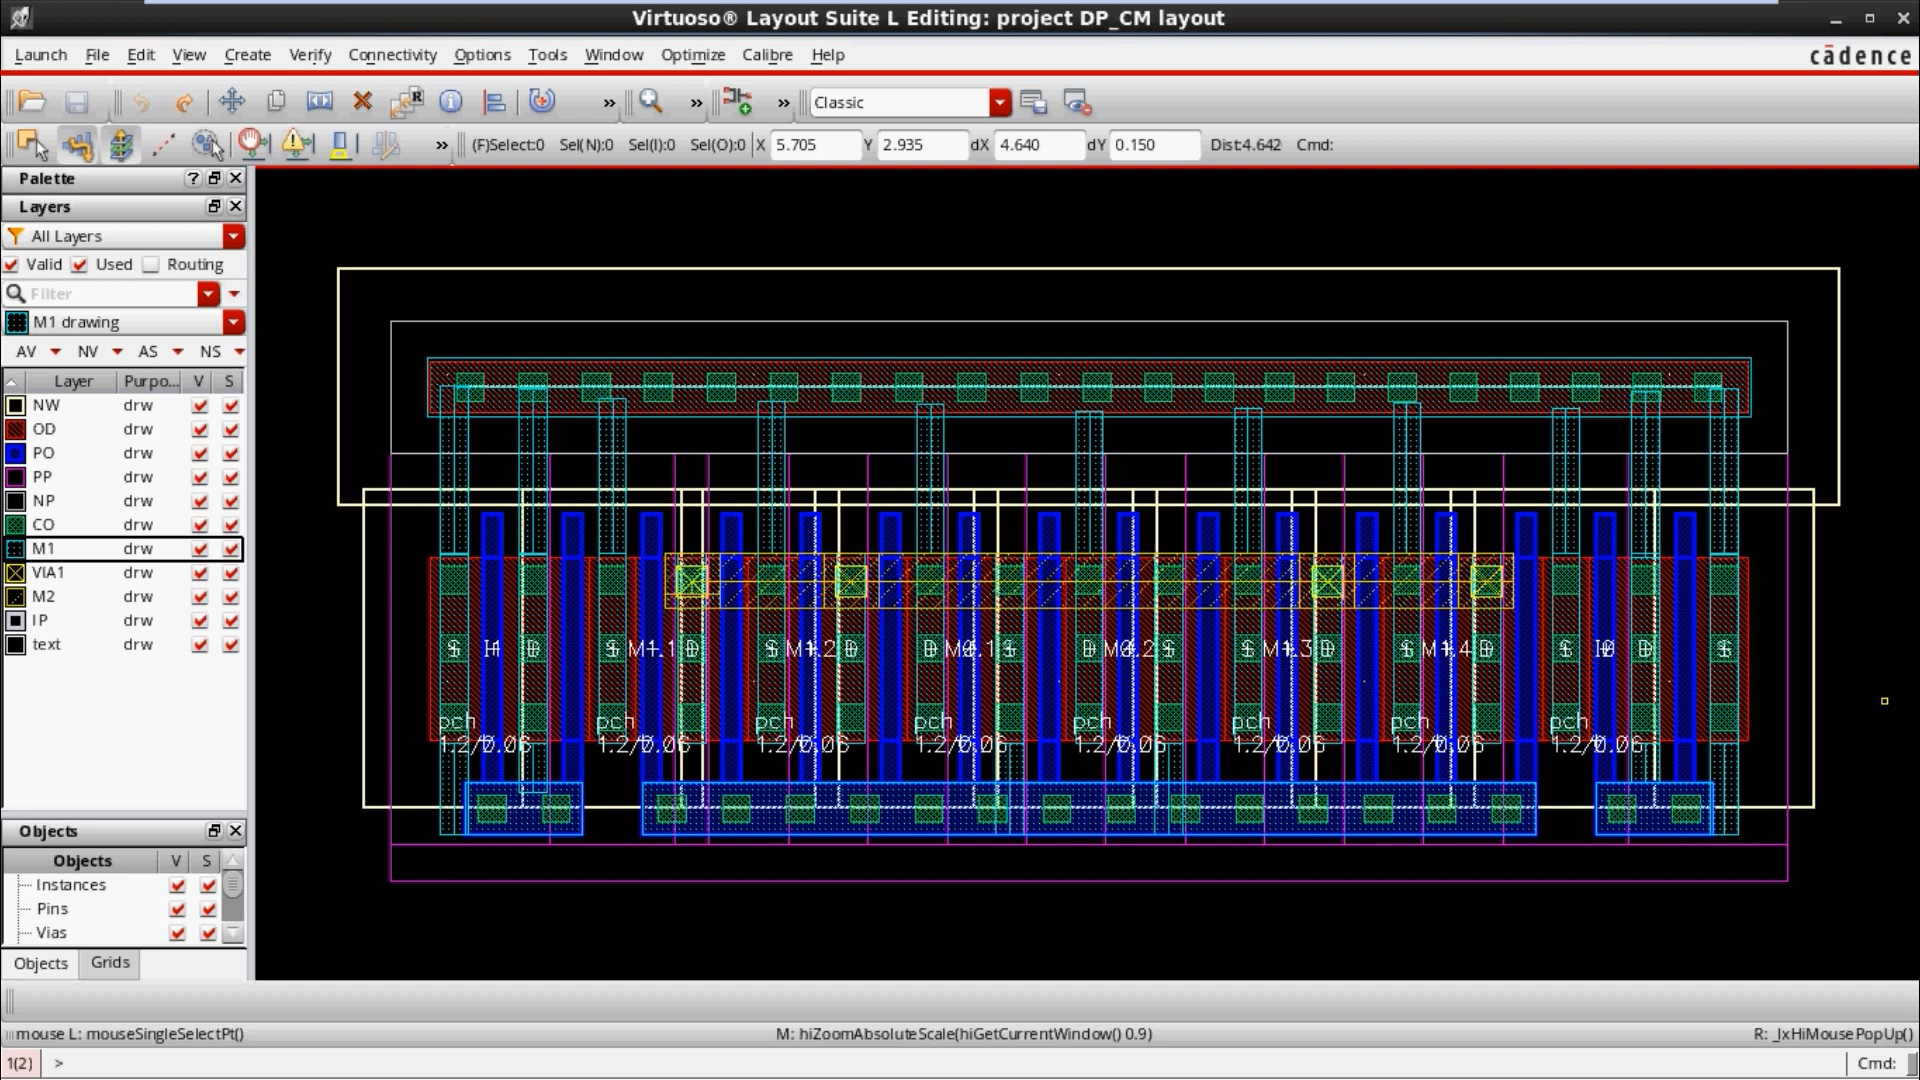 Virtuoso® Layout Suite L Editing: project DP_CM layout
Launch File Edit View Create Verify Connectivity Options Tools Window Optimize Calibre Help
cādence
R » » » Classic
» (F)Select:0 Sel(N):0 Sel(I):0 Sel(O):0 X 5.705 Y 2.935 dX 4.640 dY 0.150 Dist:4.642 Cmd:
Palette ?
Layers
All Layers
Valid Used Routing
Filter
M1 drawing
AV NV AS NS
Layer Purpo... V S
NW drw
OD drw
PO drw
PP drw
NP drw
CO drw
M1 drw
VIA1 drw
M2 drw
IP drw
text drw
pch pch pch pch pch pch pch pch
Objects
Objects V S
Instances
Pins
Vias
Objects Grids
mouse L: mouseSingleSelectPt() M: hiZoomAbsoluteScale(hiGetCurrentWindow() 0.9) R: _lxHiMousePopUp()
1(2) > Cmd: